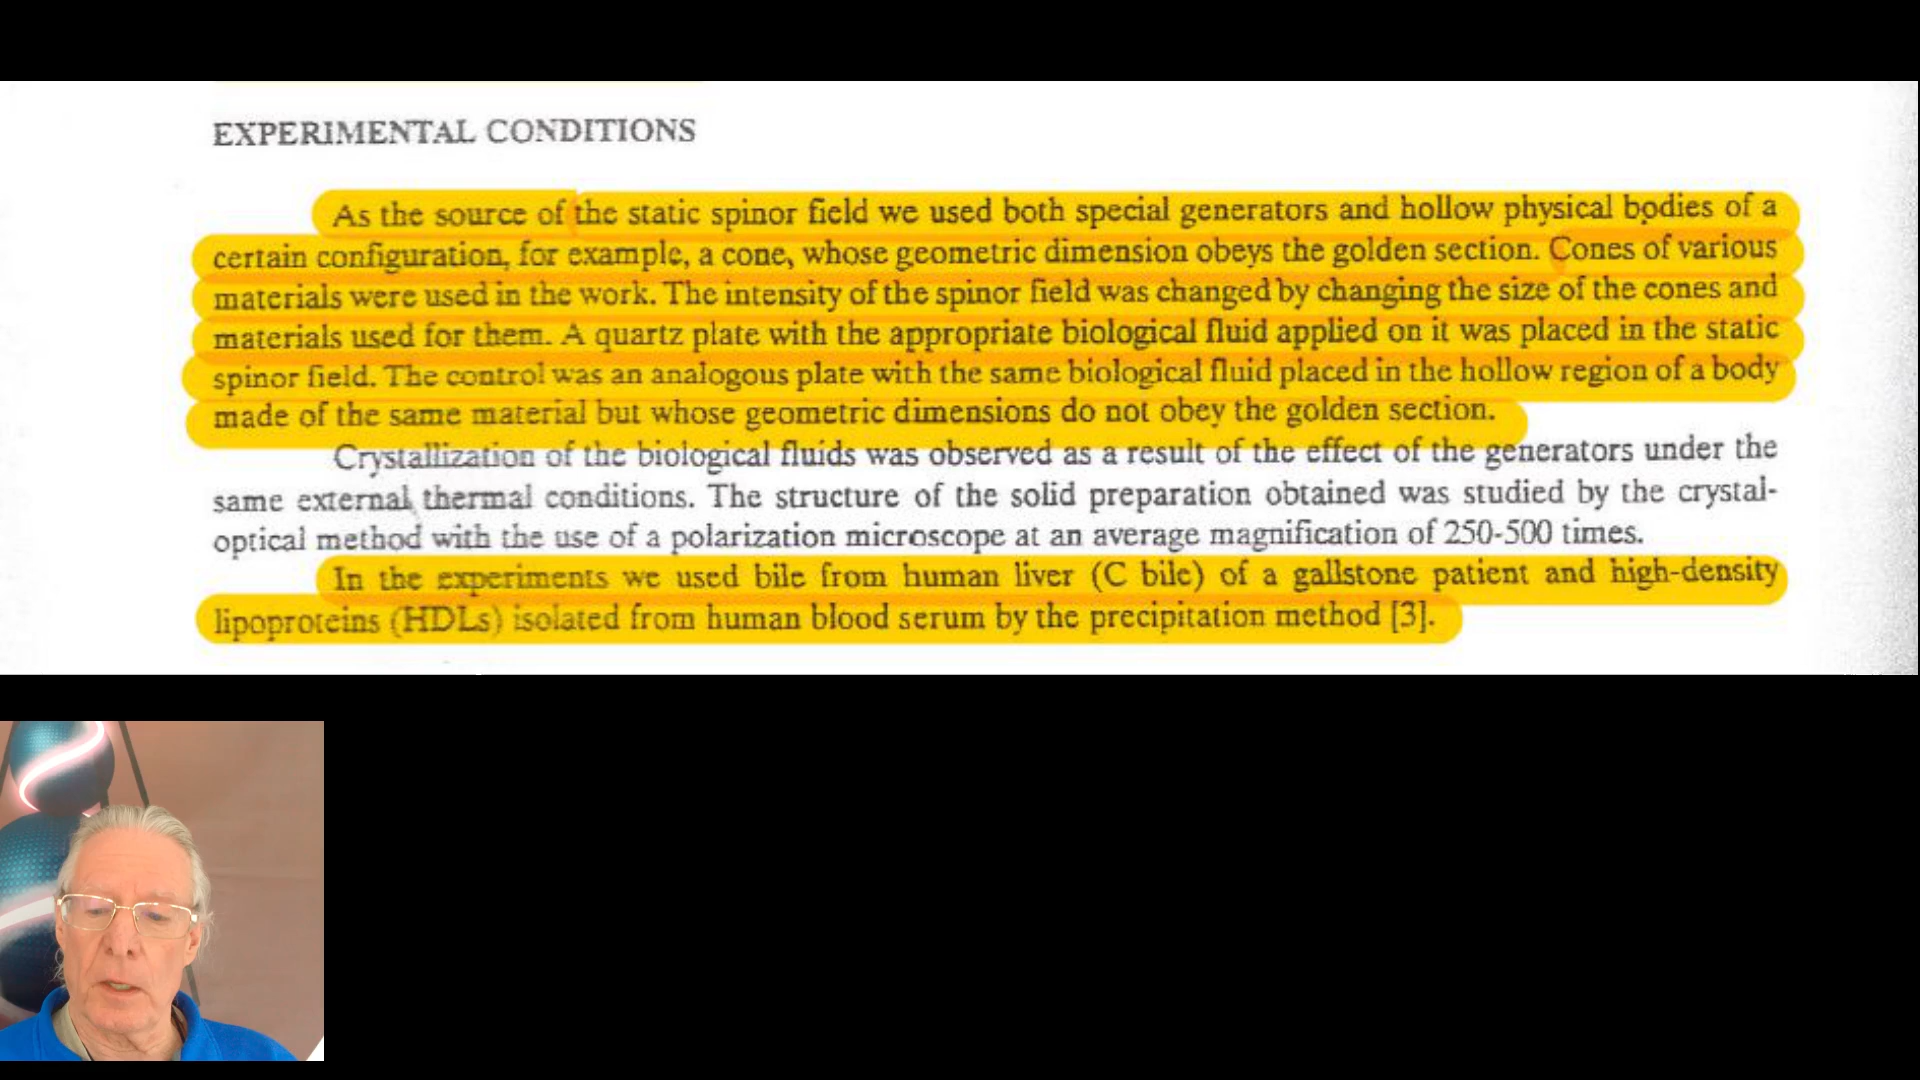 EXPERIMENTAL CONDITIONS
As the source of the static spinor field we used both special generators and hollow physical bodies of a
certain configuration, for example, a cone, whose geometric dimension obeys the golden section. Cones of various
materials were used in the work. The intensity of the spinor field was changed by changing the size of the cones and
materials used for them. A quartz plate with the appropriate biological fluid applied on it was placed in the static
spinor field. The control was an analogous plate with the same biological fluid placed in the hollow region of a body
made of the same material but whose geometric dimensions do not obey the golden section.
Crystallization of the biological fluids was observed as a result of the effect of the generators under the
same external thermal conditions. The structure of the solid preparation obtained was studied by the crystal-
optical method with the use of a polarization microscope at an average magnification of 250-500 times.
In the experiments we used bile from human liver (C bile) of a gallstone patient and high-density
lipoproteins (HDLs) isolated from human blood serum by the precipitation method [3].